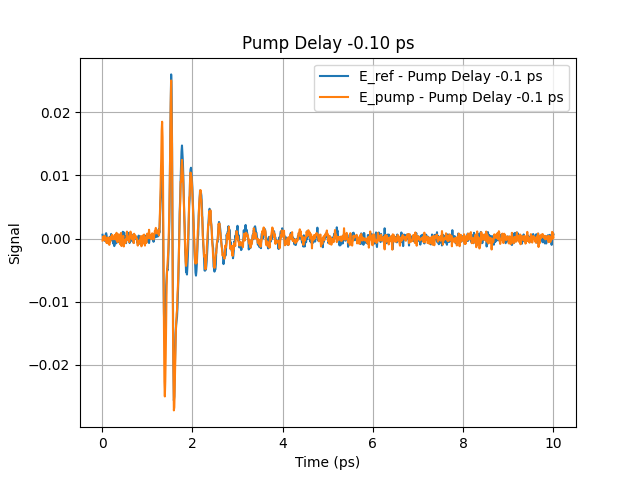 Pump Delay -0.10 ps
E_ref - Pump Delay -0.1 ps
E_pump - Pump Delay -0.1 ps
Signal
0.02
0.01
0.00
−0.01
−0.02
0 2 4 6 8 10
Time (ps)